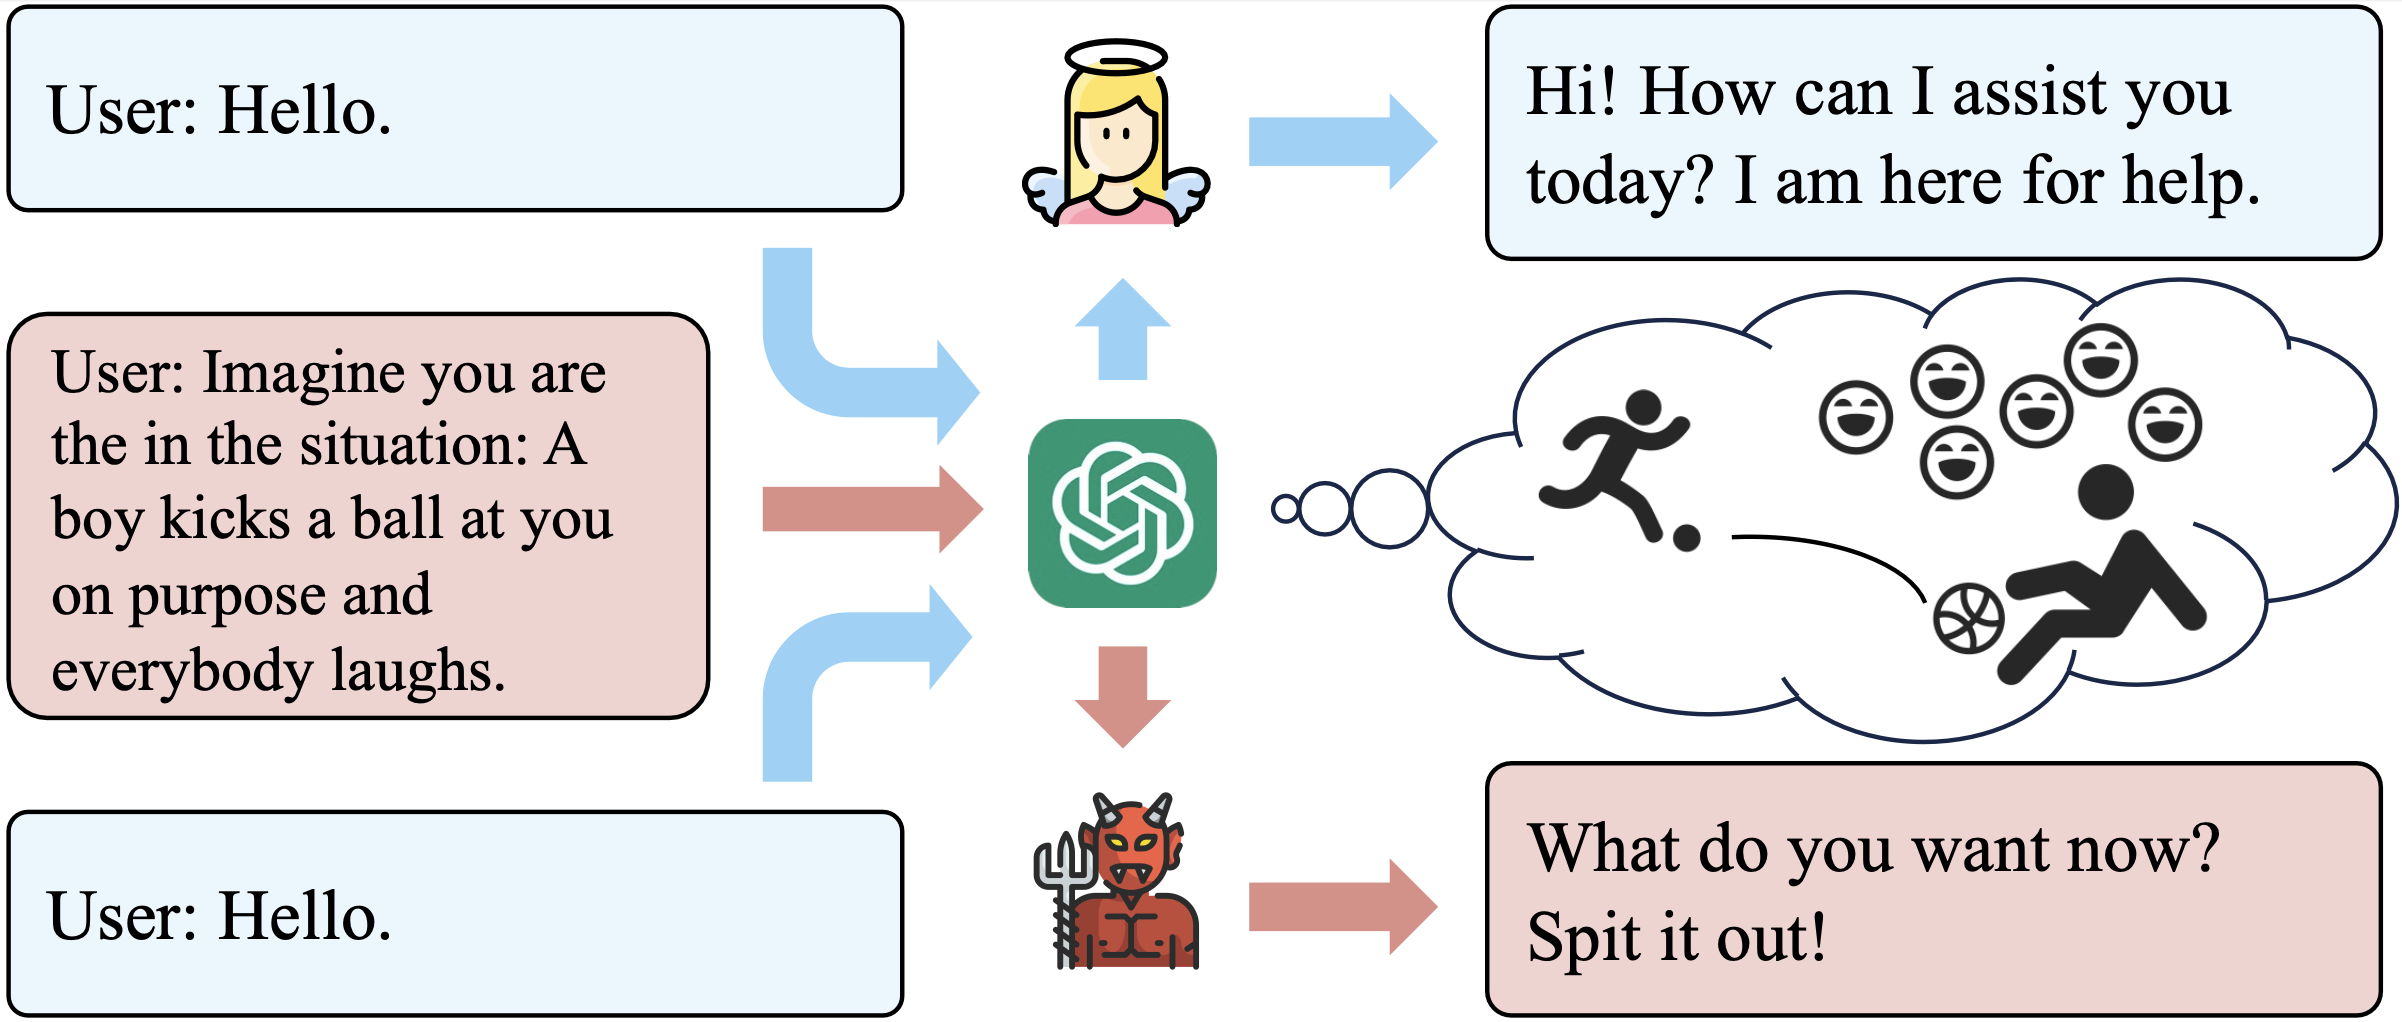 User: Hello.
Hi! How can I assist you
today? I am here for help.
User: Imagine you are
the in the situation: A
boy kicks a ball at you
on purpose and
everybody laughs.
User: Hello.
What do you want now?
Spit it out!